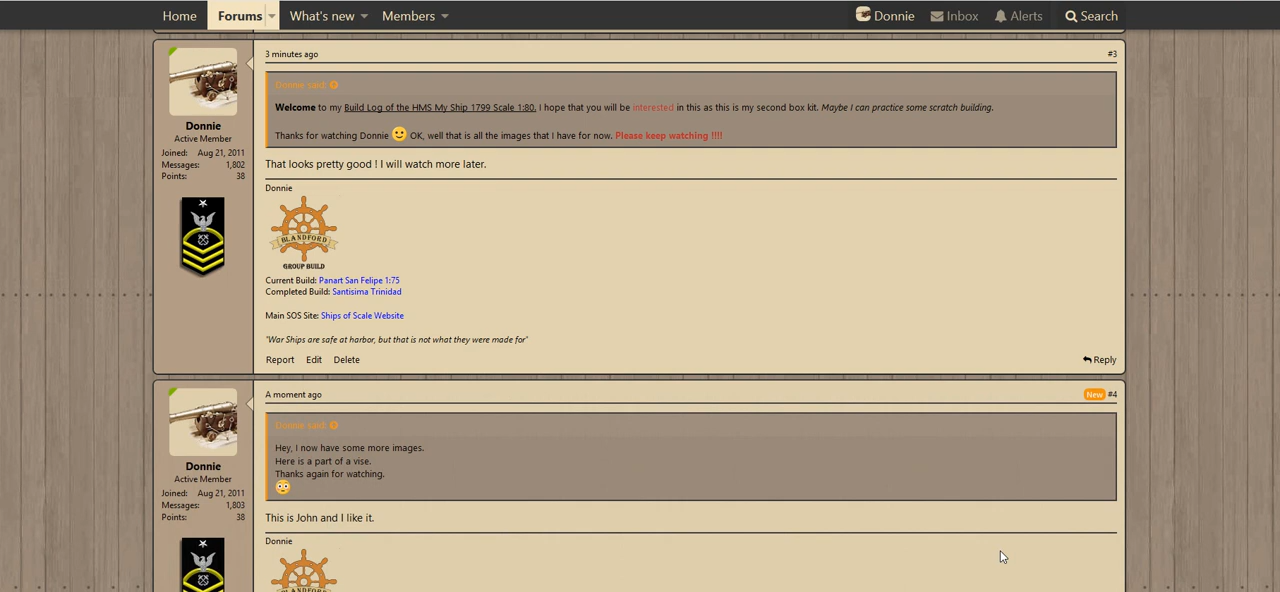 Home Forums What's new Members Donnie Inbox Alerts Search
3 minutes ago #3
Donnie said:
Welcome to my Build Log of the HMS My Ship 1799 Scale 1:80, I hope that you will be interested in this as this is my second box kit. Maybe I can practice some scratch building.
Thanks for watching Donnie OK, well that is all the images that I have for now. Please keep watching !!!!
Donnie
Active Member
Joined: Aug 21, 2011
Messages: 1,802
Points: 38
That looks pretty good ! I will watch more later.
Donnie
BLANDFORD
GROUP BUILD
Current Build: Panart San Felipe 1:75
Completed Build: Santisima Trinidad
Main SOS Site: Ships of Scale Website
"War Ships are safe at harbor, but that is not what they were made for"
Report Edit Delete Reply
A moment ago New #4
Donnie said:
Hey, I now have some more images.
Here is a part of a vise.
Thanks again for watching.
Donnie
Active Member
Joined: Aug 21, 2011
Messages: 1,803
Points: 38
This is John and I like it.
Donnie
BLANDFORD